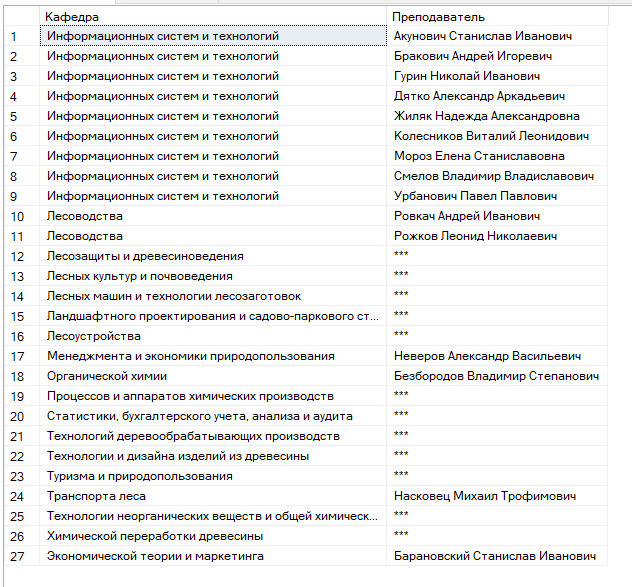 Кафедра Преподаватель
1 Информационных систем и технологий Акунович Станислав Иванович
2 Информационных систем и технологий Бракович Андрей Игоревич
3 Информационных систем и технологий Гурин Николай Иванович
4 Информационных систем и технологий Дятко Александр Аркадьевич
5 Информационных систем и технологий Жиляк Надежда Александровна
6 Информационных систем и технологий Колесников Виталий Леонидович
7 Информационных систем и технологий Мороз Елена Станиславовна
8 Информационных систем и технологий Смелов Владимир Владиславович
9 Информационных систем и технологий Урбанович Павел Павлович
10 Лесоводства Ровкач Андрей Иванович
11 Лесоводства Рожков Леонид Николаевич
12 Лесозащиты и древесиноведения ***
13 Лесных культур и почвоведения ***
14 Лесных машин и технологии лесозаготовок ***
15 Ландшафтного проектирования и садово-паркового ст... ***
16 Лесоустройства ***
17 Менеджмента и экономики природопользования Неверов Александр Васильевич
18 Органической химии Безбородов Владимир Степанович
19 Процессов и аппаратов химических производств ***
20 Статистики, бухгалтерского учета, анализа и аудита ***
21 Технологий деревообрабатывающих производств ***
22 Технологии и дизайна изделий из древесины ***
23 Туризма и природопользования ***
24 Транспорта леса Насковец Михаил Трофимович
25 Технологии неорганических веществ и общей химическ... ***
26 Химической переработки древесины ***
27 Экономической теории и маркетинга Барановский Станислав Иванович